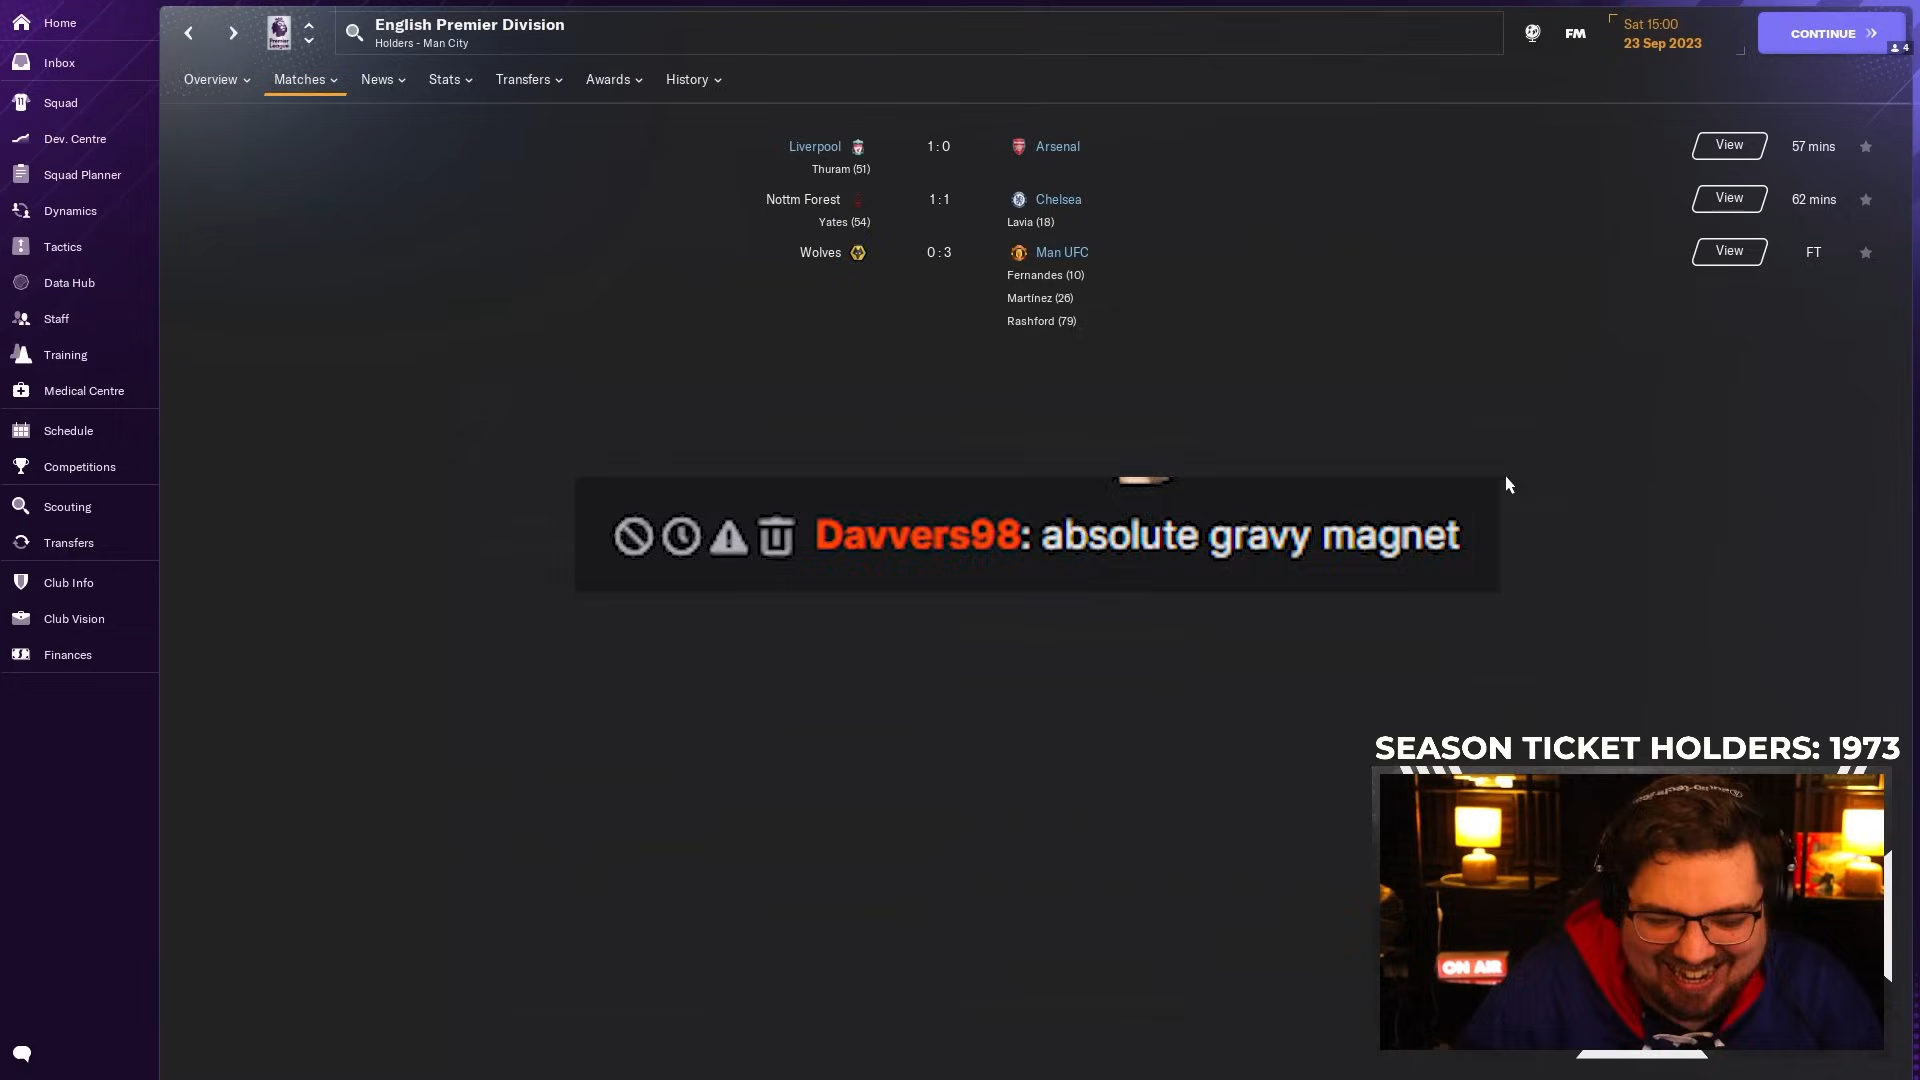 Home
Inbox
Squad
Dev. Centre
Squad Planner
Dynamics
Tactics
Data Hub
Staff
Training
Medical Centre
Schedule
Competitions
Scouting
Transfers
Club Info
Club Vision
Finances
English Premier Division
Holders - Man City
FM
Sat 15:00
23 Sep 2023
CONTINUE
4
Overview Matches News Stats Transfers Awards History
Liverpool 1 : 0 Arsenal View 57 mins
Thuram (51)
Nottm Forest 1 : 1 Chelsea View 62 mins
Yates (54) Lavia (18)
Wolves 0 : 3 Man UFC View FT
Fernandes (10)
Martínez (26)
Rashford (79)
Davvers98: absolute gravy magnet
SEASON TICKET HOLDERS: 1973
ON AIR